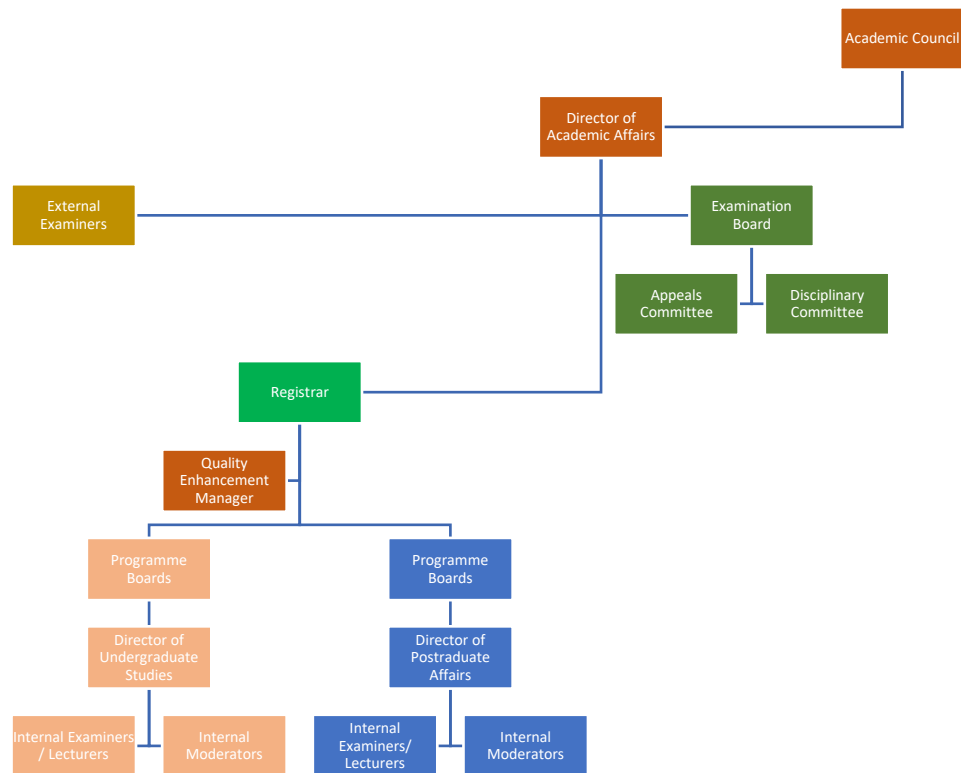 Academic Council
Director of
Academic Affairs
External
Examiners
Examination
Board
Appeals
Committee
Disciplinary
Committee
Registrar
Quality
Enhancement
Manager
Programme
Boards
Programme
Boards
Director of
Undergraduate
Studies
Director of
Postraduate
Affairs
Internal Examiners
/ Lecturers
Internal
Moderators
Internal
Examiners/
Lecturers
Internal
Moderators